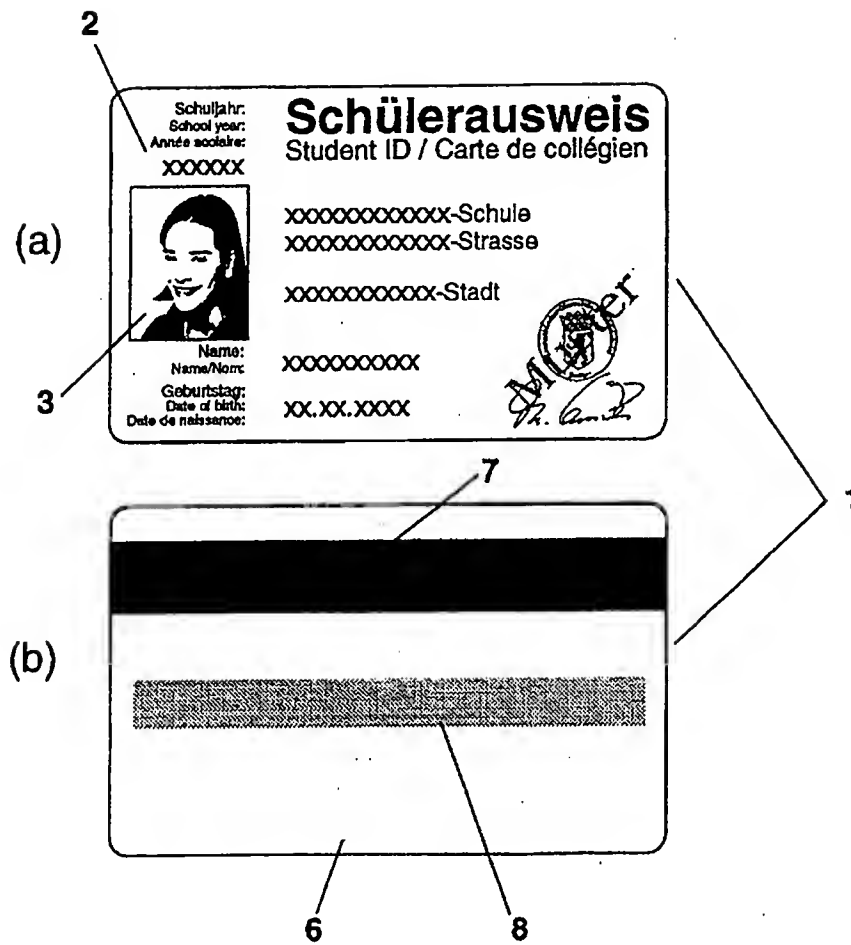 2
Schuljahr:
School year:
Année scolaire:
XXXXXX
Schülerausweis
Student ID / Carte de collégien
(a)
XXXXXXXXXXXX-Schule
XXXXXXXXXXXX-Strasse
XXXXXXXXXXX-Stadt
Muster
3
Name:
Name/Nom:
XXXXXXXXXX
Geburtstag:
Date of birth:
Date de naissance:
XX.XX.XXXX
7
1
(b)
6
8